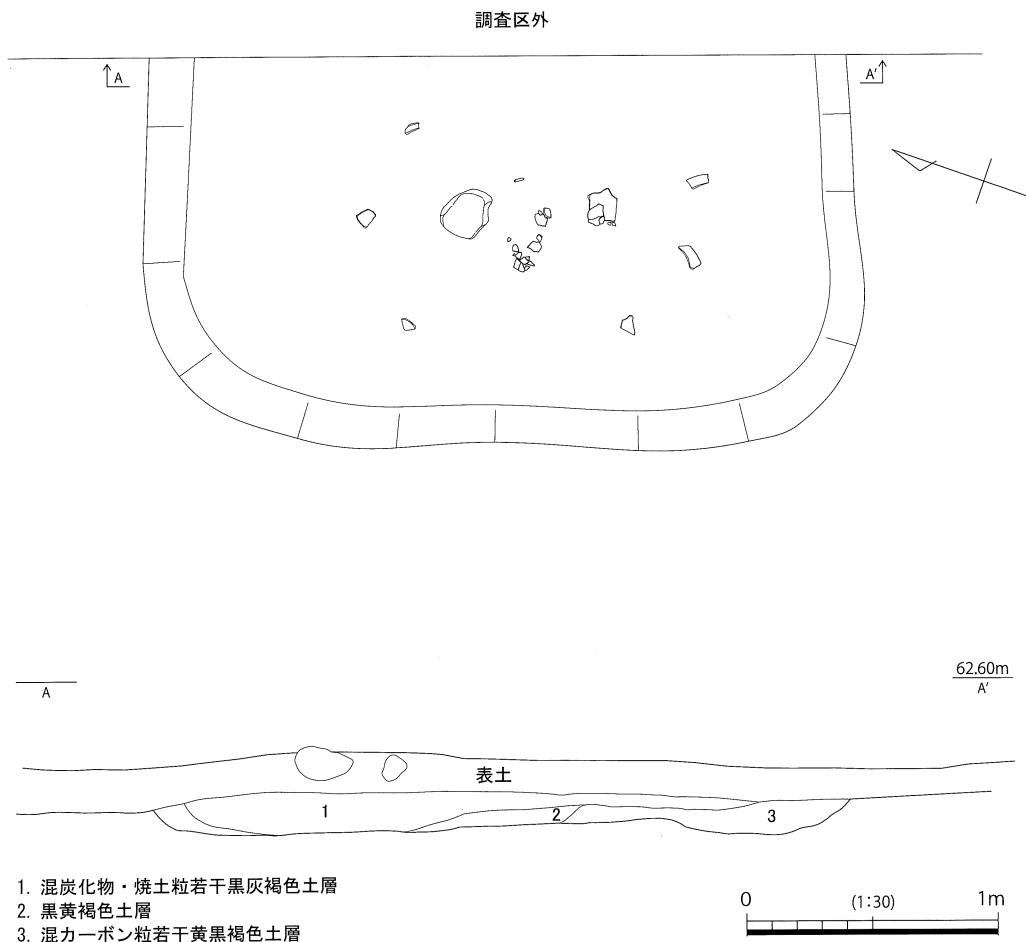 調査区外
A A'
62.60m
A A'
表土
1 2 3
1. 混炭化物・焼土粒若干黒灰褐色土層
2. 黒黄褐色土層
3. 混カーボン粒若干黄黒褐色土層
0 (1:30) 1m